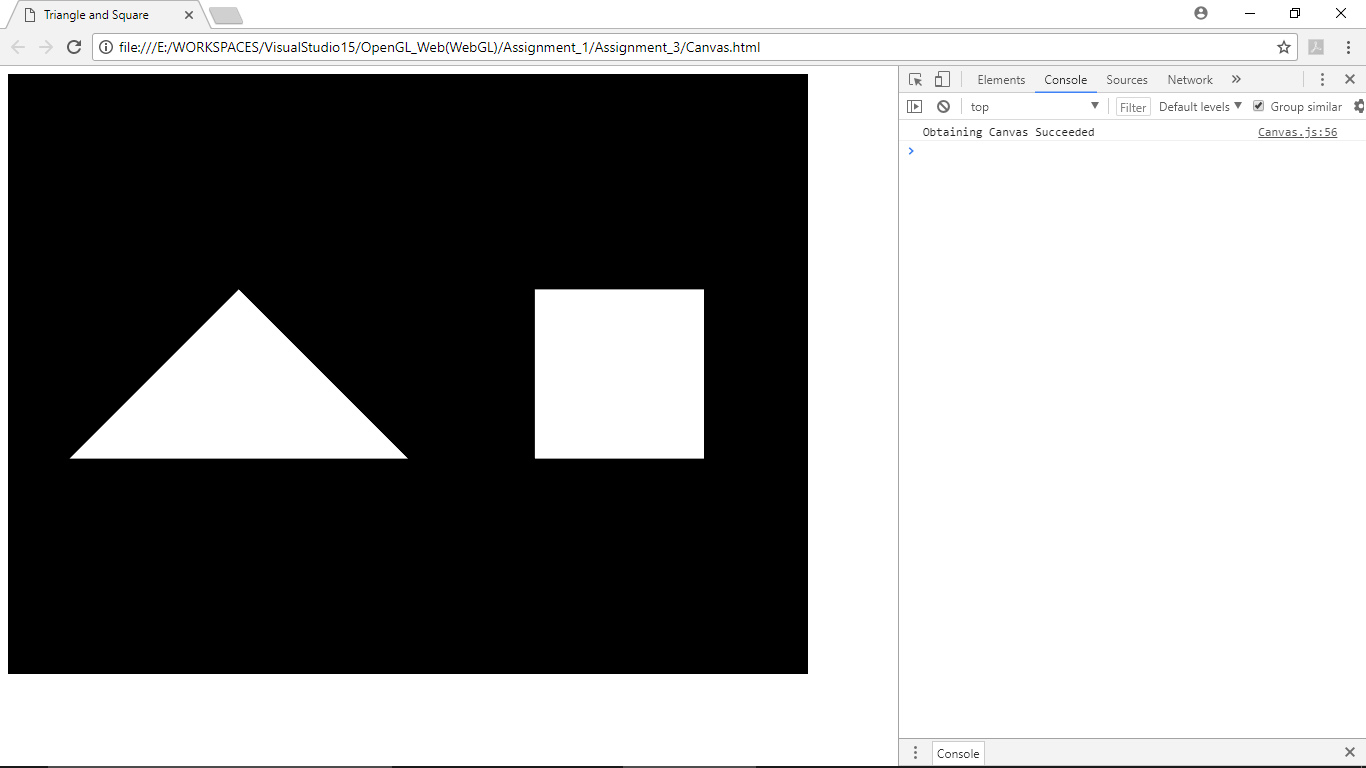 Triangle and Square
file:///E:/WORKSPACES/VisualStudio15/OpenGL_Web(WebGL)/Assignment_1/Assignment_3/Canvas.html
Elements Console Sources Network »
top Filter Default levels Group similar
Obtaining Canvas Succeeded Canvas.js:56
Console